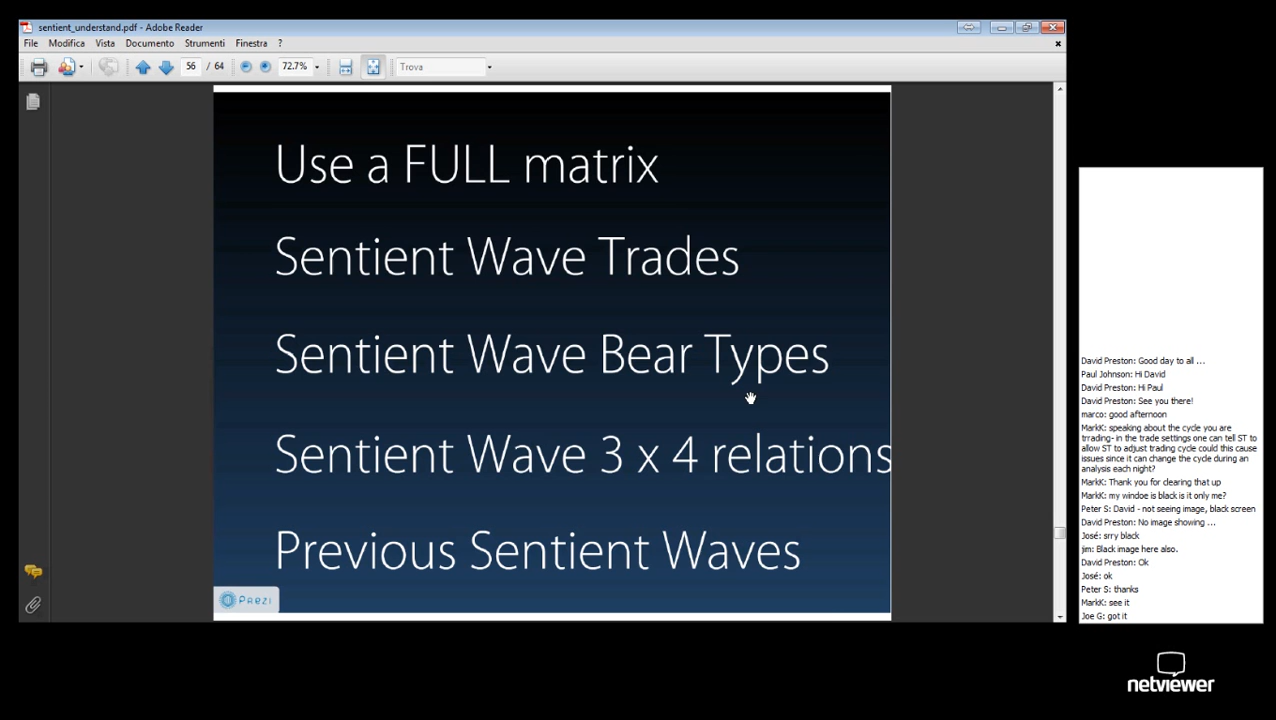 sentient_understand.pdf - Adobe Reader
File Modifica Vista Documento Strumenti Finestra ?
56 / 64 72.7% Trova
Use a FULL matrix
Sentient Wave Trades
Sentient Wave Bear Types
Sentient Wave 3 x 4 relations
Previous Sentient Waves
PREZI
David Preston: Good day to all ...
Paul Johnson: Hi David
David Preston: Hi Paul
David Preston: See you there!
marco: good afternoon
MarkK: speaking about the cycle you are
trrading- in the trade settings one can tell ST to
allow ST to adjust trading cycle could this cause
issues since it can change the cycle during an
analysis each night?
MarkK: Thank you for clearing that up
MarkK: my windoe is black is it only me?
Peter S: David - not seeing image, black screen
David Preston: No image showing ...
José: srry black
jim: Black image here also.
David Preston: Ok
José: ok
Peter S: thanks
MarkK: see it
Joe G: got it
netviewer